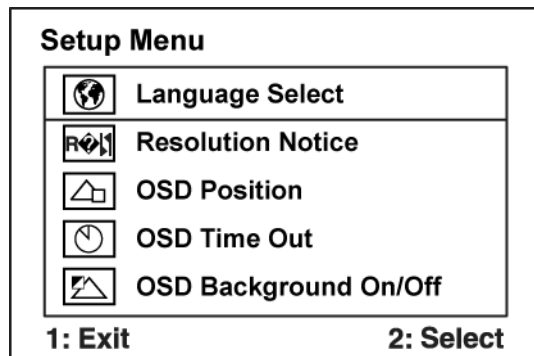 Setup Menu
Language Select
Resolution Notice
OSD Position
OSD Time Out
OSD Background On/Off
1: Exit 2: Select